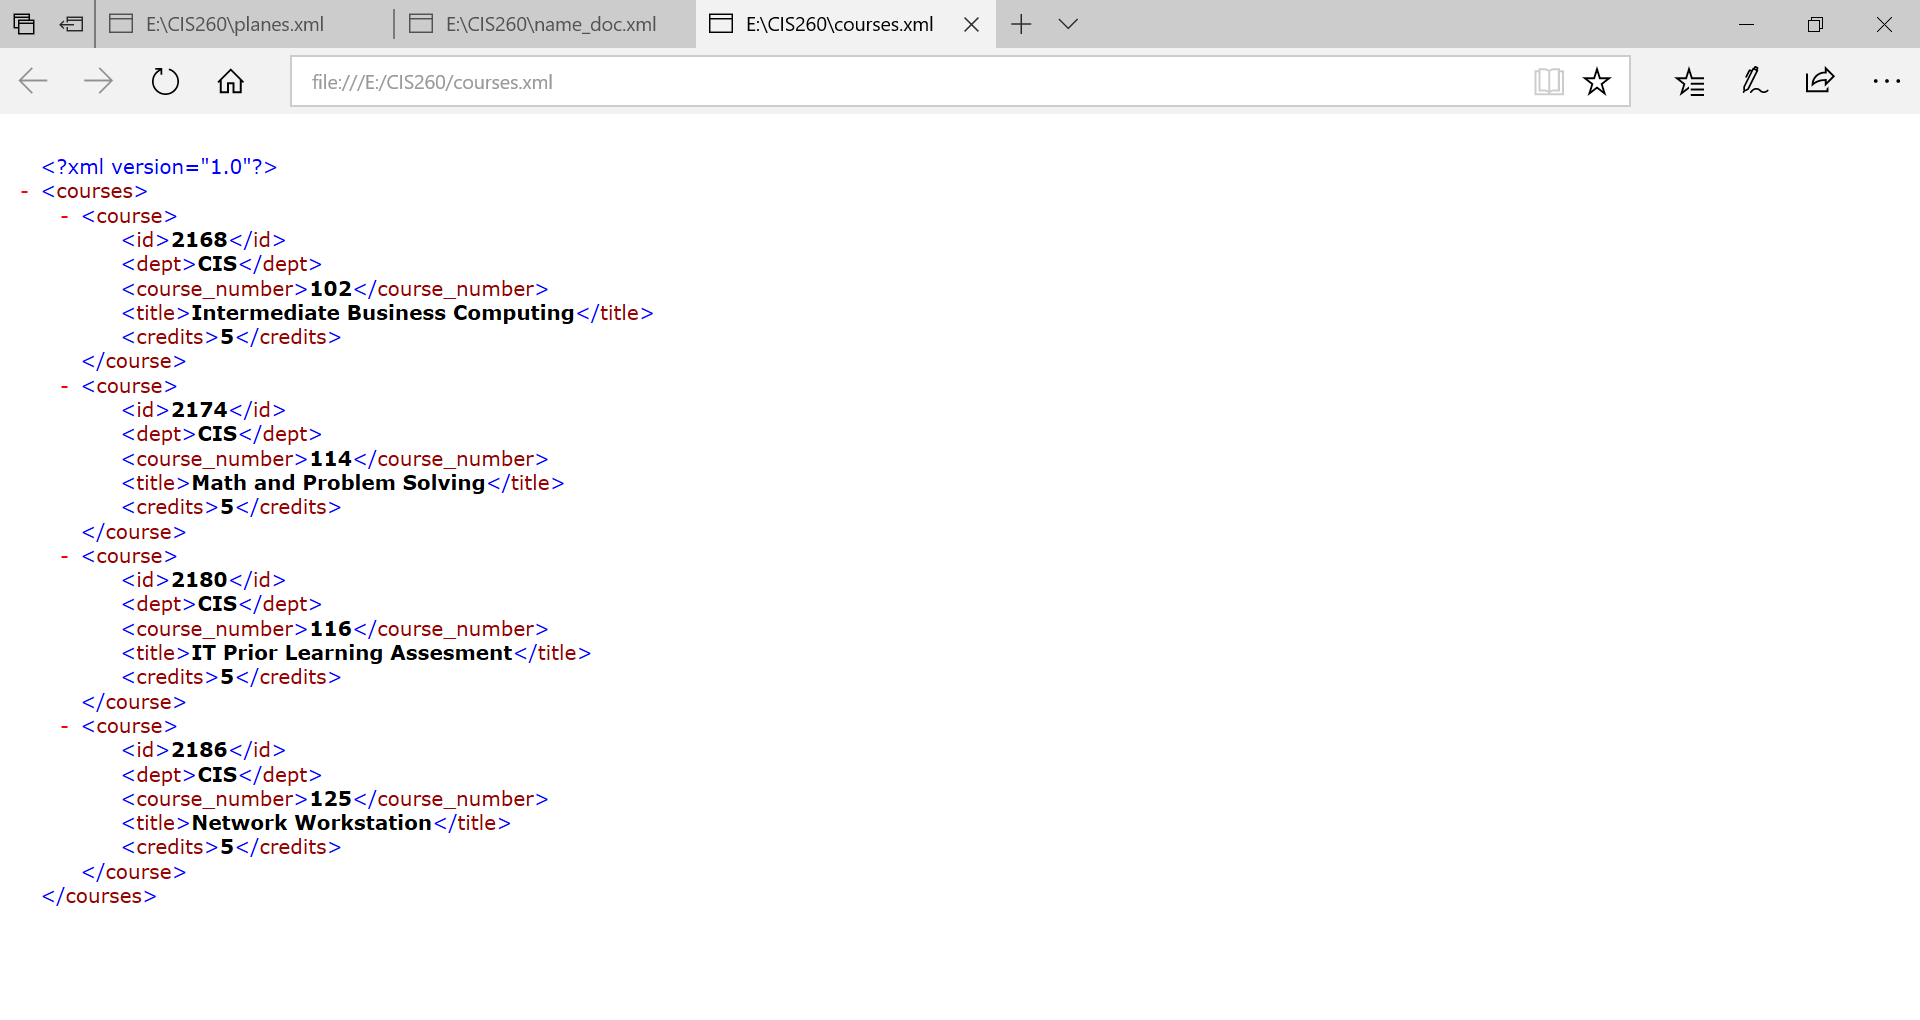 E:\CIS260\planes.xml E:\CIS260\name_doc.xml E:\CIS260\courses.xml
file:///E:/CIS260/courses.xml
<?xml version="1.0"?>
- <courses>
- <course>
<id>2168</id>
<dept>CIS</dept>
<course_number>102</course_number>
<title>Intermediate Business Computing</title>
<credits>5</credits>
</course>
- <course>
<id>2174</id>
<dept>CIS</dept>
<course_number>114</course_number>
<title>Math and Problem Solving</title>
<credits>5</credits>
</course>
- <course>
<id>2180</id>
<dept>CIS</dept>
<course_number>116</course_number>
<title>IT Prior Learning Assesment</title>
<credits>5</credits>
</course>
- <course>
<id>2186</id>
<dept>CIS</dept>
<course_number>125</course_number>
<title>Network Workstation</title>
<credits>5</credits>
</course>
</courses>